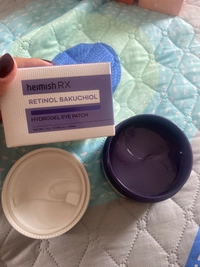 heimish RX
RETINOL BAKUCHIOL
HYDROGEL EYE PATCH